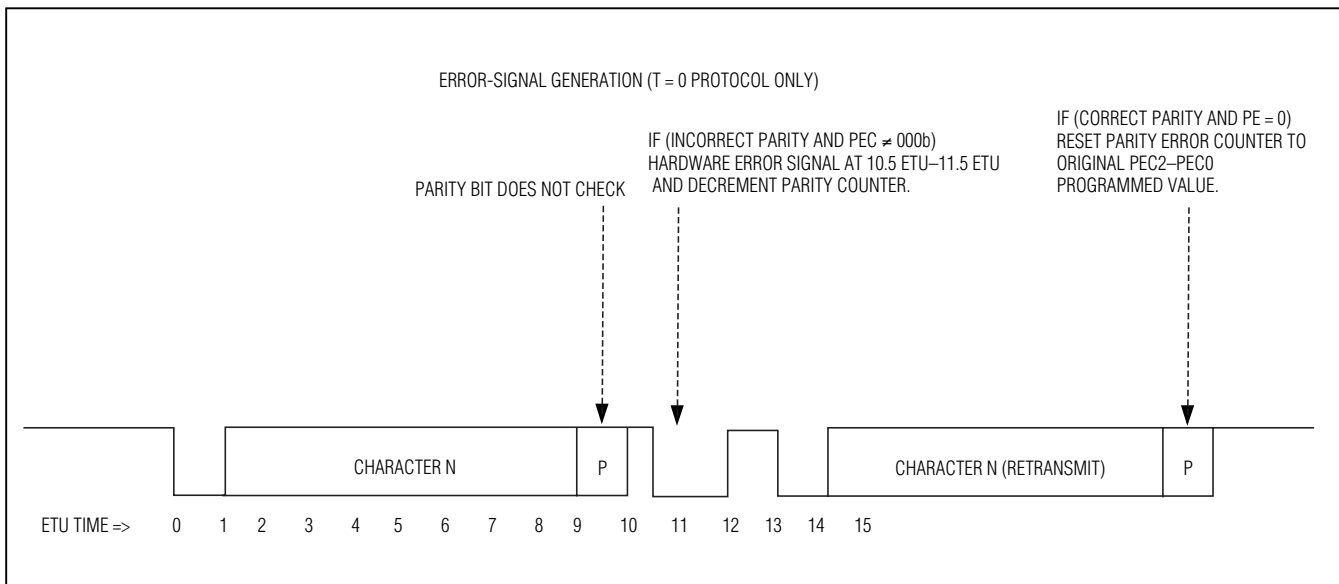 ERROR-SIGNAL GENERATION (T = 0 PROTOCOL ONLY)
PARITY BIT DOES NOT CHECK
IF (INCORRECT PARITY AND PEC ≠ 000b)
HARDWARE ERROR SIGNAL AT 10.5 ETU–11.5 ETU
AND DECREMENT PARITY COUNTER.
IF (CORRECT PARITY AND PE = 0)
RESET PARITY ERROR COUNTER TO
ORIGINAL PEC2–PEC0
PROGRAMMED VALUE.
CHARACTER N
P
CHARACTER N (RETRANSMIT)
P
ETU TIME => 0 1 2 3 4 5 6 7 8 9 10 11 12 13 14 15